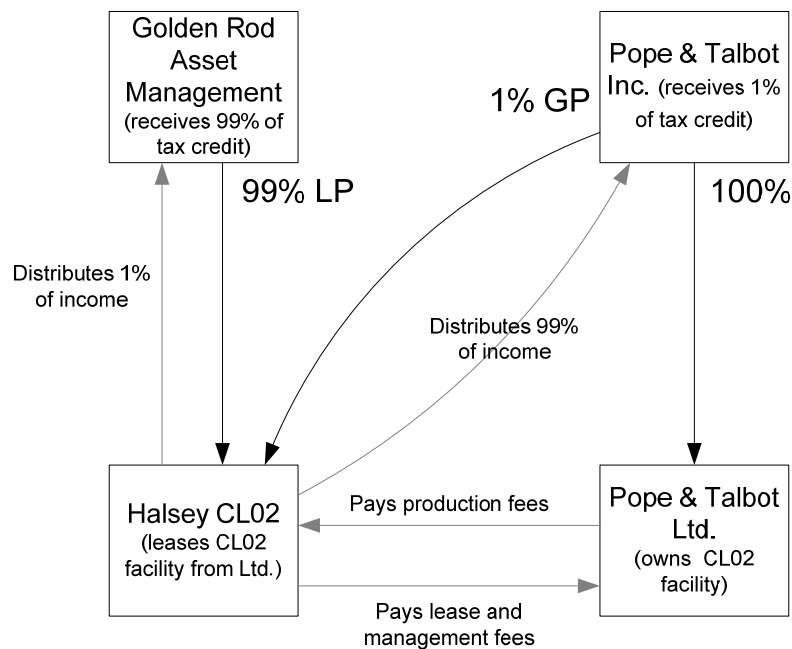 Golden Rod
Asset
Management
(receives 99% of
tax credit)
Pope & Talbot
Inc. (receives 1%
of tax credit)
1% GP
99% LP
100%
Distributes 1%
of income
Distributes 99%
of income
Halsey CL02
(leases CL02
facility from Ltd.)
Pays production fees
Pope & Talbot
Ltd.
(owns CL02
facility)
Pays lease and
management fees